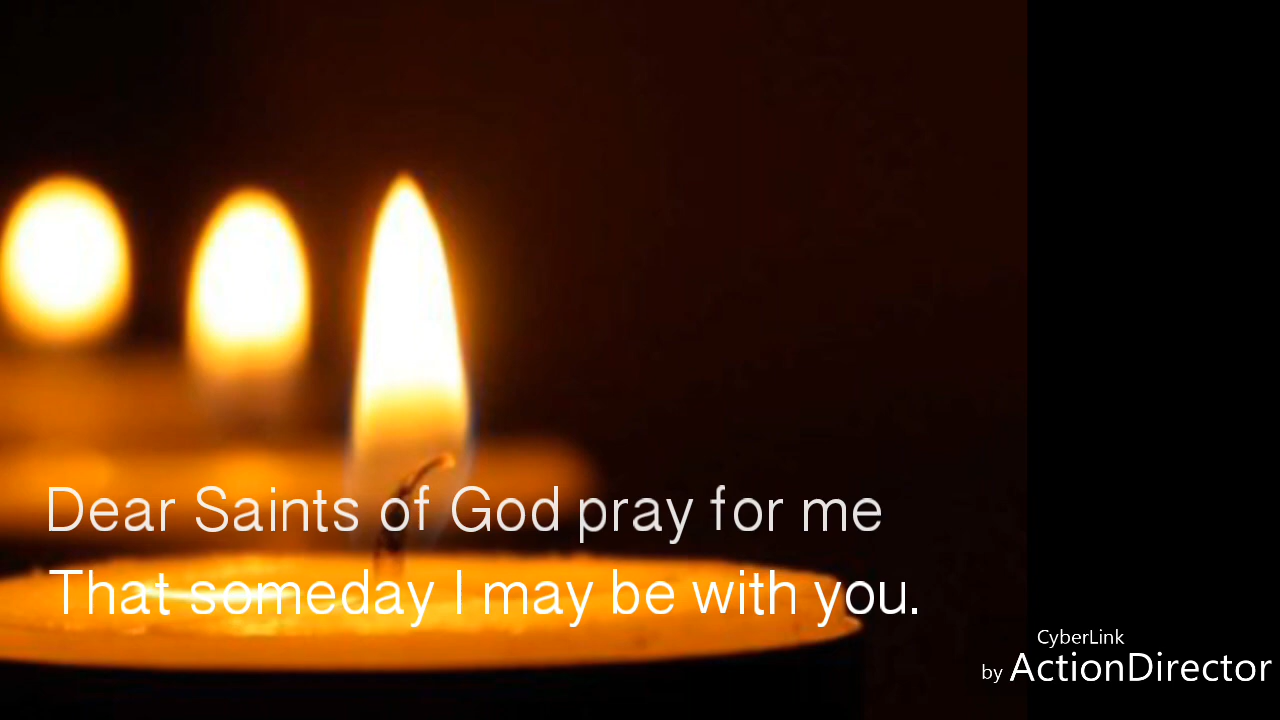 Dear Saints of God pray for me
That someday I may be with you.
CyberLink
by ActionDirector